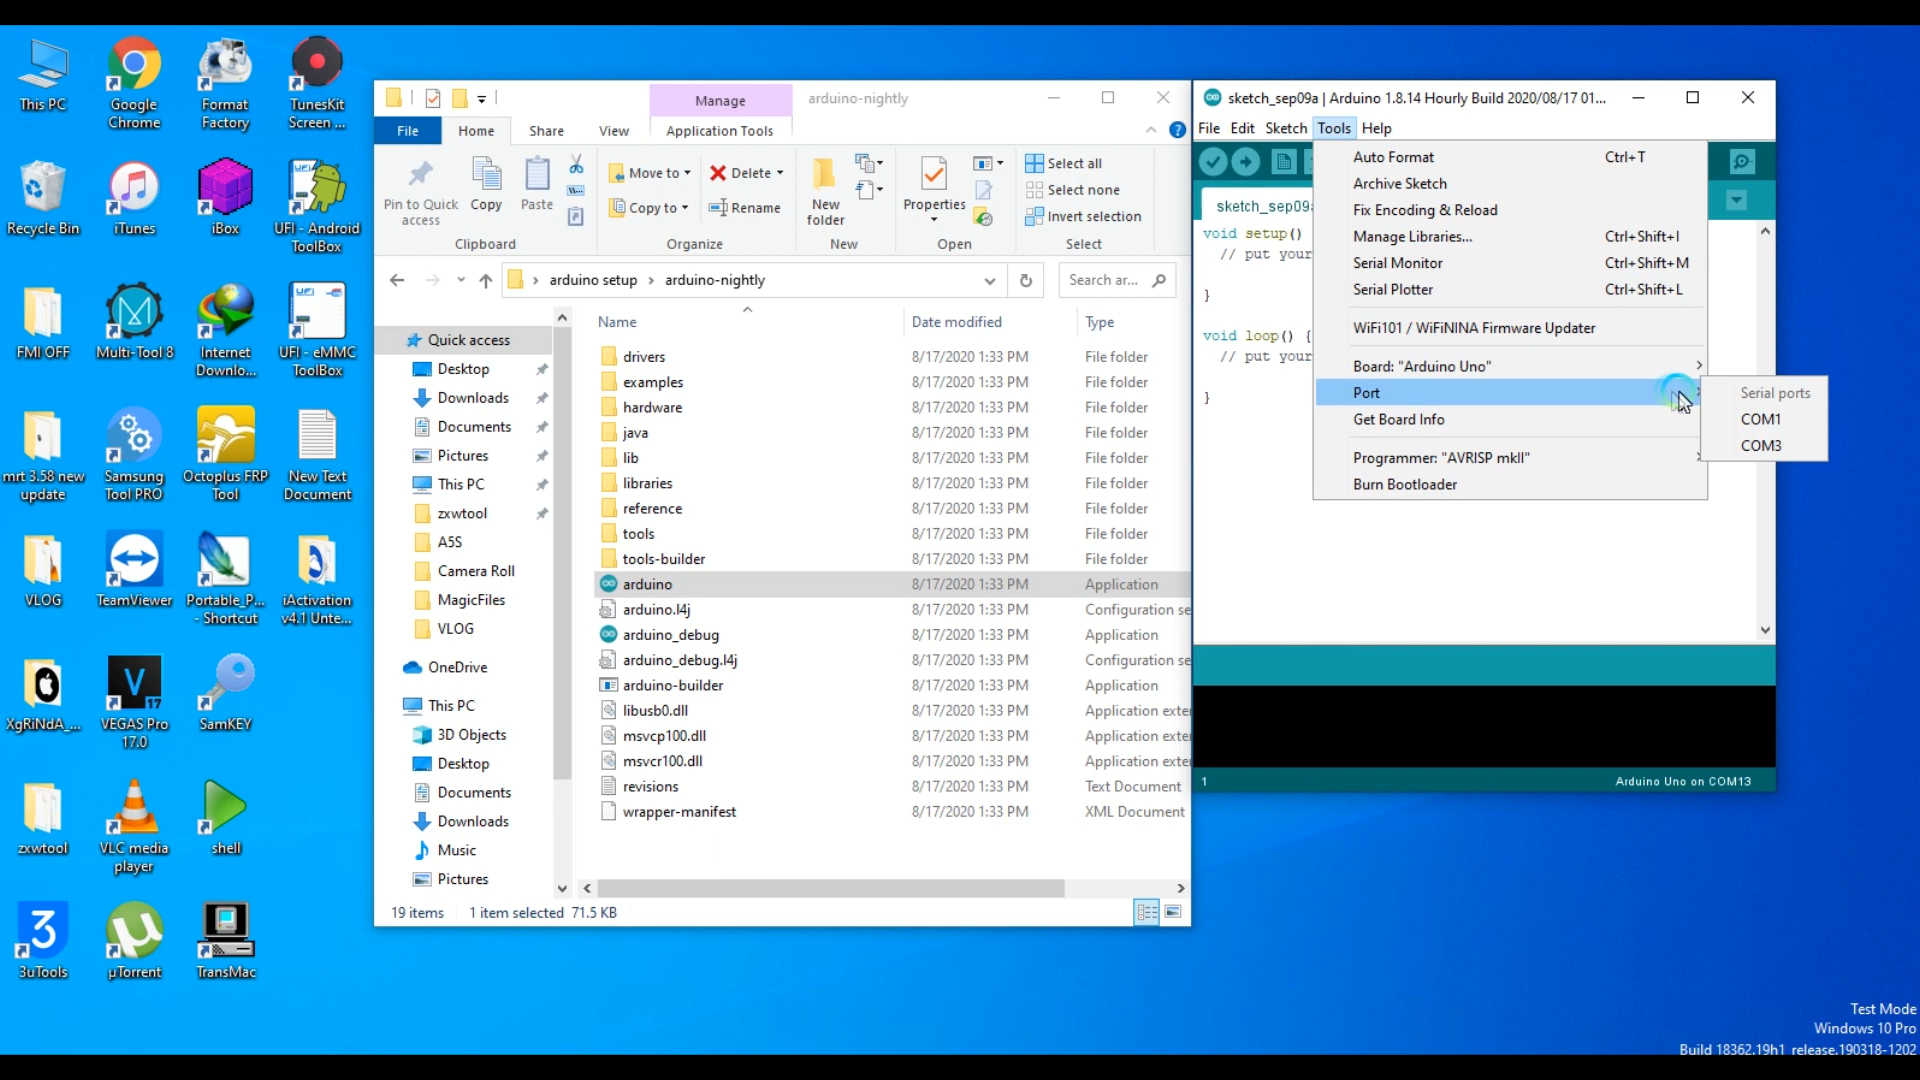 This PC
Google
Chrome
Format
Factory
TunesKit
Screen ...
Recycle Bin
iTunes
iBox
UFI - Android
ToolBox
FMI OFF
Multi-Tool 8
Internet
Downlo...
UFI - eMMC
ToolBox
mrt 3.58 new
update
Samsung
Tool PRO
Octoplus FRP
Tool
New Text
Document
VLOG
TeamViewer
Portable_P...
- Shortcut
iActivation
v4.1 Unte...
XgRiNdA_...
VEGAS Pro
17.0
SamKEY
zxwtool
VLC media
player
shell
3uTools
µTorrent
TransMac
Manage
arduino-nightly
File
Home
Share
View
Application Tools
Pin to Quick
access
Copy
Paste
Clipboard
Move to
Copy to
Delete
Rename
Organize
New
folder
New
Properties
Open
Select all
Select none
Invert selection
Select
arduino setup
arduino-nightly
Search ar...
Quick access
Desktop
Downloads
Documents
Pictures
This PC
zxwtool
A5S
Camera Roll
MagicFiles
VLOG
OneDrive
This PC
3D Objects
Desktop
Documents
Downloads
Music
Pictures
Name Date modified Type
drivers 8/17/2020 1:33 PM File folder
examples 8/17/2020 1:33 PM File folder
hardware 8/17/2020 1:33 PM File folder
java 8/17/2020 1:33 PM File folder
lib 8/17/2020 1:33 PM File folder
libraries 8/17/2020 1:33 PM File folder
reference 8/17/2020 1:33 PM File folder
tools 8/17/2020 1:33 PM File folder
tools-builder 8/17/2020 1:33 PM File folder
arduino 8/17/2020 1:33 PM Application
arduino.l4j 8/17/2020 1:33 PM Configuration se
arduino_debug 8/17/2020 1:33 PM Application
arduino_debug.l4j 8/17/2020 1:33 PM Configuration se
arduino-builder 8/17/2020 1:33 PM Application
libusb0.dll 8/17/2020 1:33 PM Application exte
msvcp100.dll 8/17/2020 1:33 PM Application exte
msvcr100.dll 8/17/2020 1:33 PM Application exte
revisions 8/17/2020 1:33 PM Text Document
wrapper-manifest 8/17/2020 1:33 PM XML Document
19 items 1 item selected 71.5 KB
sketch_sep09a | Arduino 1.8.14 Hourly Build 2020/08/17 01...
File Edit Sketch Tools Help
sketch_sep09a
void setup()
// put your
}
void loop() {
// put your
}
Auto Format Ctrl+T
Archive Sketch
Fix Encoding & Reload
Manage Libraries... Ctrl+Shift+I
Serial Monitor Ctrl+Shift+M
Serial Plotter Ctrl+Shift+L
WiFi101 / WiFiNINA Firmware Updater
Board: "Arduino Uno"
Port
Get Board Info
Programmer: "AVRISP mkII"
Burn Bootloader
Serial ports
COM1
COM3
1 Arduino Uno on COM13
Test Mode
Windows 10 Pro
Build 18362.19h1_release.190318-1202